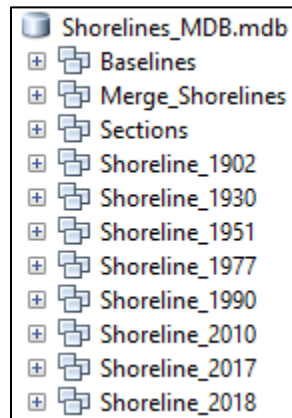 Shorelines_MDB.mdb
Baselines
Merge_Shorelines
Sections
Shoreline_1902
Shoreline_1930
Shoreline_1951
Shoreline_1977
Shoreline_1990
Shoreline_2010
Shoreline_2017
Shoreline_2018